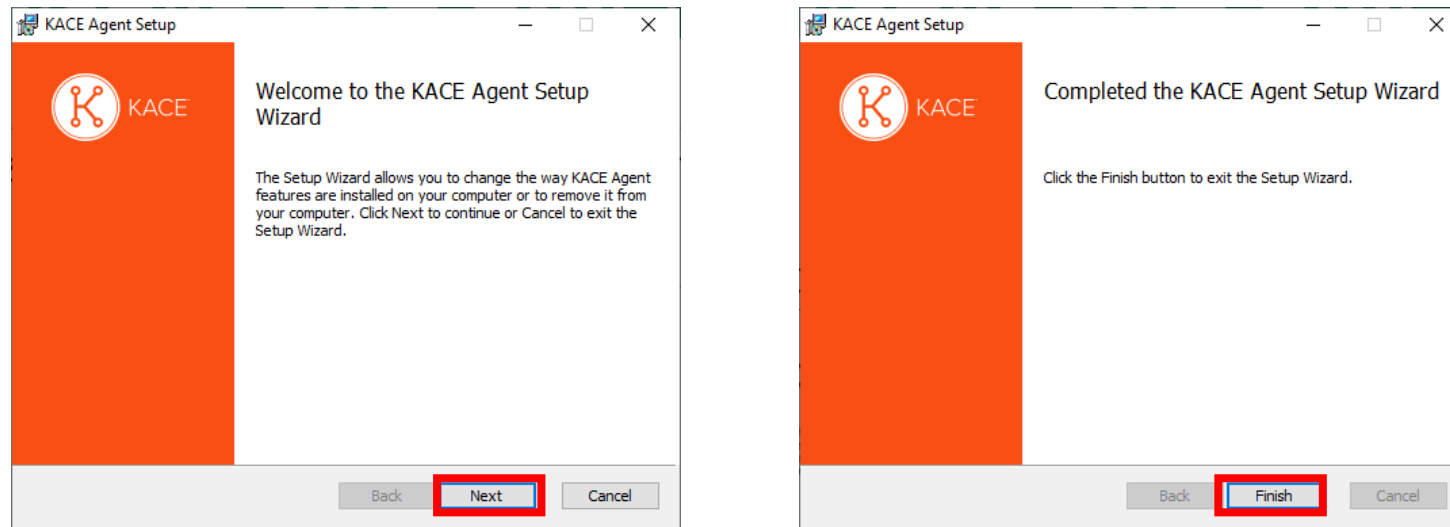 KACE Agent Setup
KACE
Welcome to the KACE Agent Setup
Wizard
The Setup Wizard allows you to change the way KACE Agent
features are installed on your computer or to remove it from
your computer. Click Next to continue or Cancel to exit the
Setup Wizard.
Back Next Cancel
KACE Agent Setup
KACE
Completed the KACE Agent Setup Wizard
Click the Finish button to exit the Setup Wizard.
Back Finish Cancel